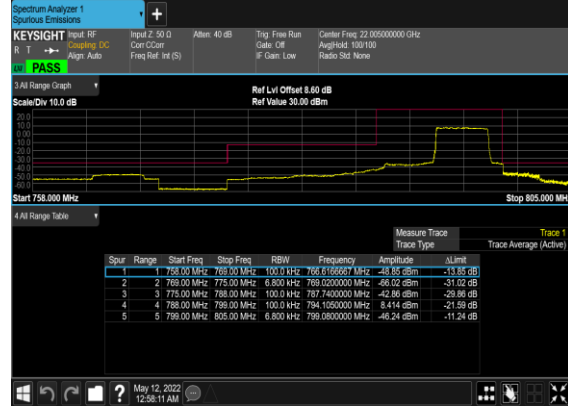 Spectrum Analyzer 1
Spurious Emissions
+
KEYSIGHT Input: RF Input Z: 50 Ω Atten: 40 dB Trig: Free Run Center Freq: 22.005000000 GHz
R T Coupling: DC Corr CCorr Gate: Off Avg|Hold: 100/100
Align: Auto Freq Ref: Int (S) IF Gain: Low Radio Std: None
PASS
3 All Range Graph
Ref Lvl Offset 8.60 dB
Scale/Div 10.0 dB Ref Value 30.00 dBm
20.0
10.0
0.00
-10.0
-20.0
-30.0
-40.0
-50.0
-60.0
Start 758.000 MHz Stop 805.000 MH
4 All Range Table
Measure Trace Trace 1
Trace Type Trace Average (Active)
Spur Range Start Freq Stop Freq RBW Frequency Amplitude ΔLimit
1 1 758.00 MHz 769.00 MHz 100.0 kHz 766.6166667 MHz -48.85 dBm -13.85 dB
2 2 769.00 MHz 775.00 MHz 6.800 kHz 769.0200000 MHz -66.02 dBm -31.02 dB
3 3 775.00 MHz 788.00 MHz 100.0 kHz 787.7400000 MHz -42.86 dBm -29.86 dB
4 4 788.00 MHz 799.00 MHz 100.0 kHz 794.1050000 MHz 8.414 dBm -21.59 dB
5 5 799.00 MHz 805.00 MHz 6.800 kHz 799.0800000 MHz -46.24 dBm -11.24 dB
? May 12, 2022
12:58:11 AM